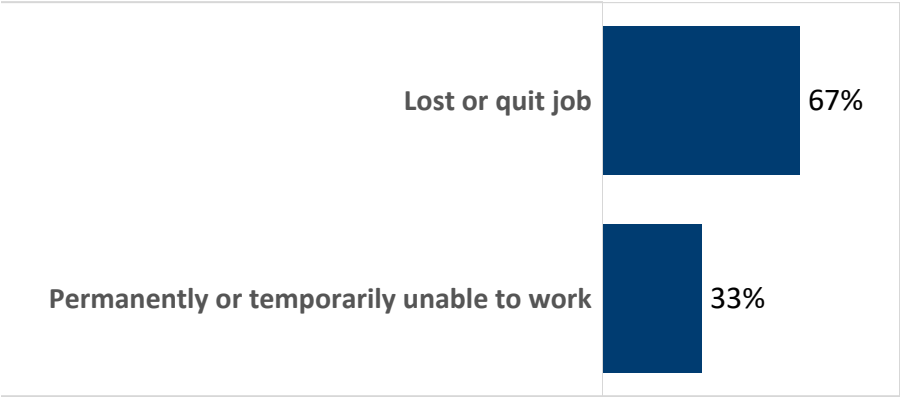 Lost or quit job 67%
Permanently or temporarily unable to work 33%